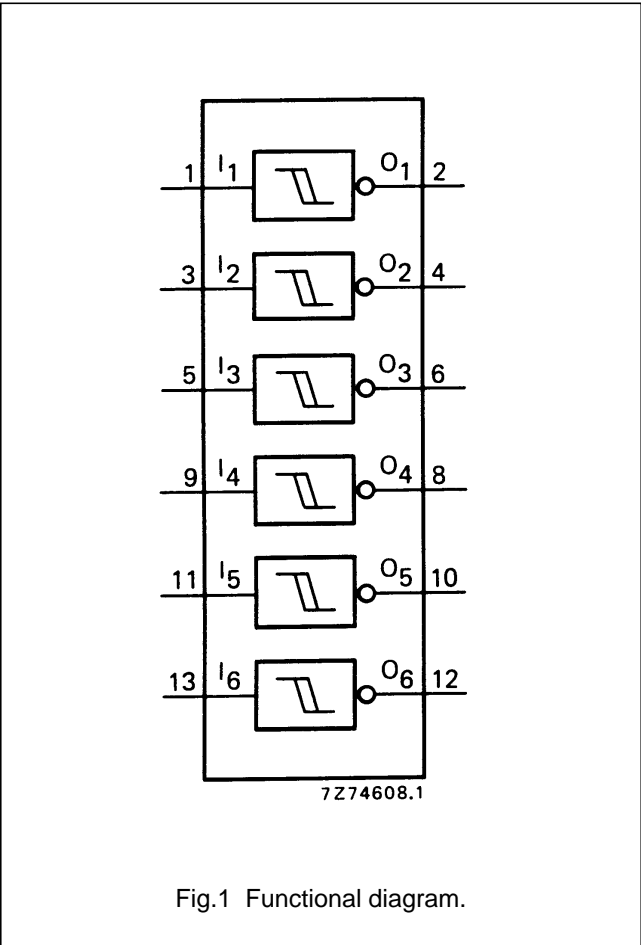 1 I1 O1 2
3 I2 O2 4
5 I3 O3 6
9 I4 O4 8
11 I5 O5 10
13 I6 O6 12
7Z74608.1
Fig.1 Functional diagram.